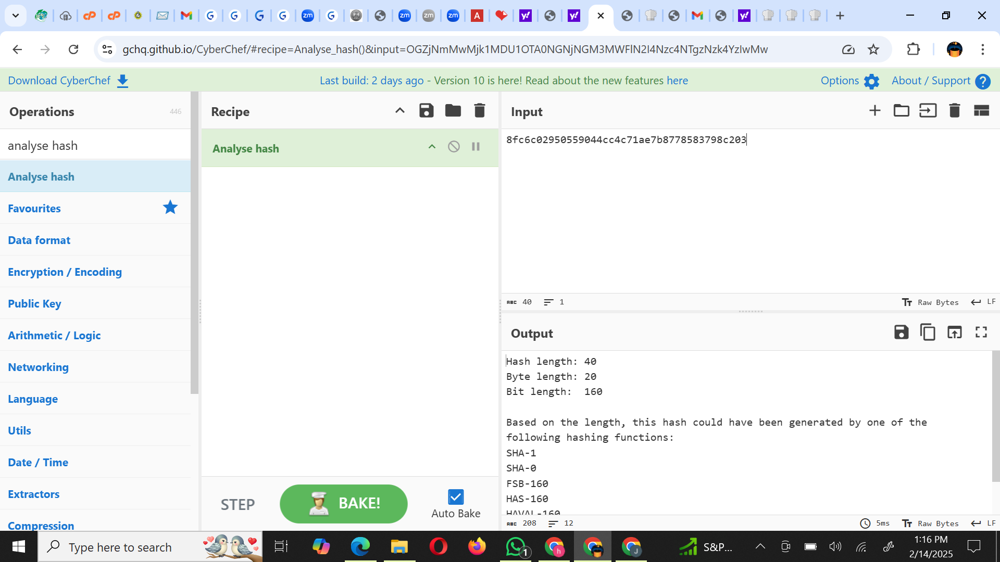 gchq.github.io/CyberChef/#recipe=Analyse_hash()&input=OGZjNmMwMjk1MDU1OTA0NGNjNGM3MWFlN2I4Nzc4NTgzNzk4YzIwMw
Download CyberChef
Last build: 2 days ago - Version 10 is here! Read about the new features here
Options
About / Support
Operations
446
analyse hash
Analyse hash
Favourites
Data format
Encryption / Encoding
Public Key
Arithmetic / Logic
Networking
Language
Utils
Date / Time
Extractors
Compression
Recipe
Analyse hash
STEP
BAKE!
Auto Bake
Input
8fc6c02950559044cc4c71ae7b8778583798c203
40
1
Raw Bytes
LF
Output
Hash length: 40
Byte length: 20
Bit length: 160
Based on the length, this hash could have been generated by one of the
following hashing functions:
SHA-1
SHA-0
FSB-160
HAS-160
HAVAL-160
208
12
5ms
Raw Bytes
LF
Type here to search
1
S&P...
1:16 PM
2/14/2025